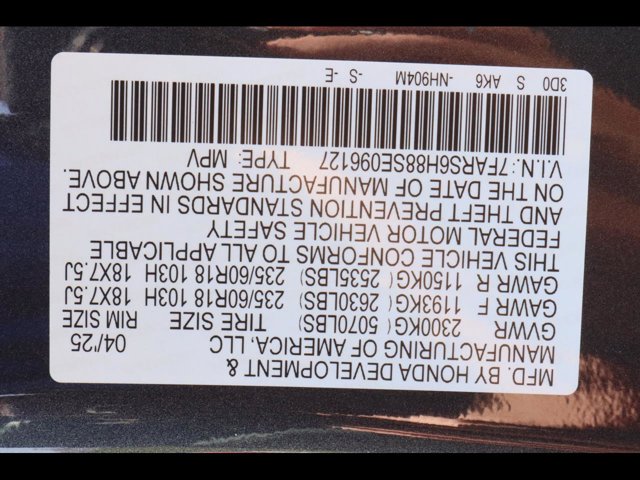 MFD. BY HONDA DEVELOPMENT &
MANUFACTURING OF AMERICA, LLC 04/'25
GVWR 2300KG (5070LBS) TIRE SIZE RIM SIZE
GAWR F 1193KG (2630LBS) 235/60R18 103H 18X7.5J
GAWR R 1150KG (2535LBS) 235/60R18 103H 18X7.5J
THIS VEHICLE CONFORMS TO ALL APPLICABLE
FEDERAL MOTOR VEHICLE SAFETY
AND THEFT PREVENTION STANDARDS IN EFFECT
ON THE DATE OF MANUFACTURE SHOWN ABOVE.
V.I.N.: 7FARS6H88SE096127 TYPE: MPV
3D0 S AK6 -NH904M -S -E